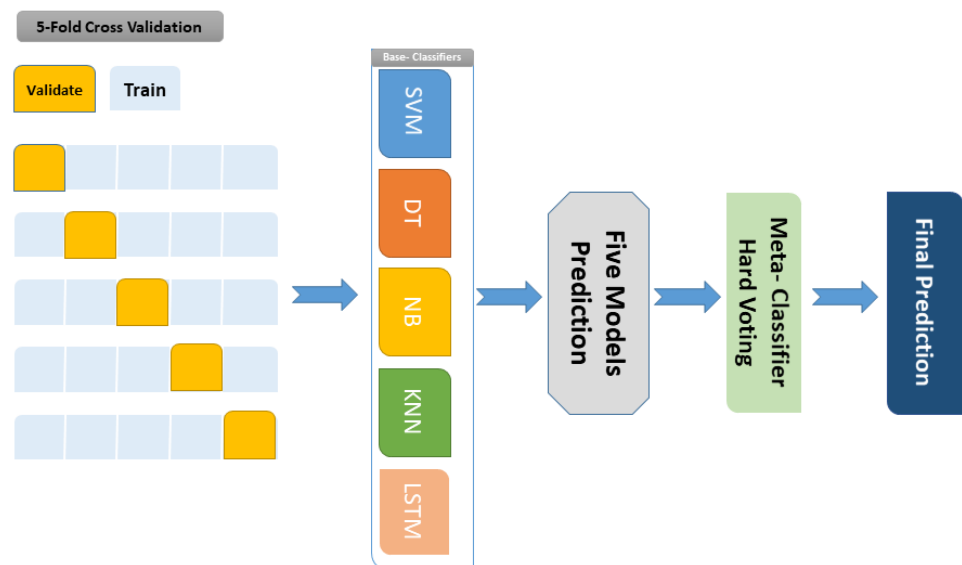 5-Fold Cross Validation
Validate
Train
Base- Classifiers
SVM
DT
NB
KNN
LSTM
Five Models
Prediction
Meta- Classifier
Hard Voting
Final Prediction